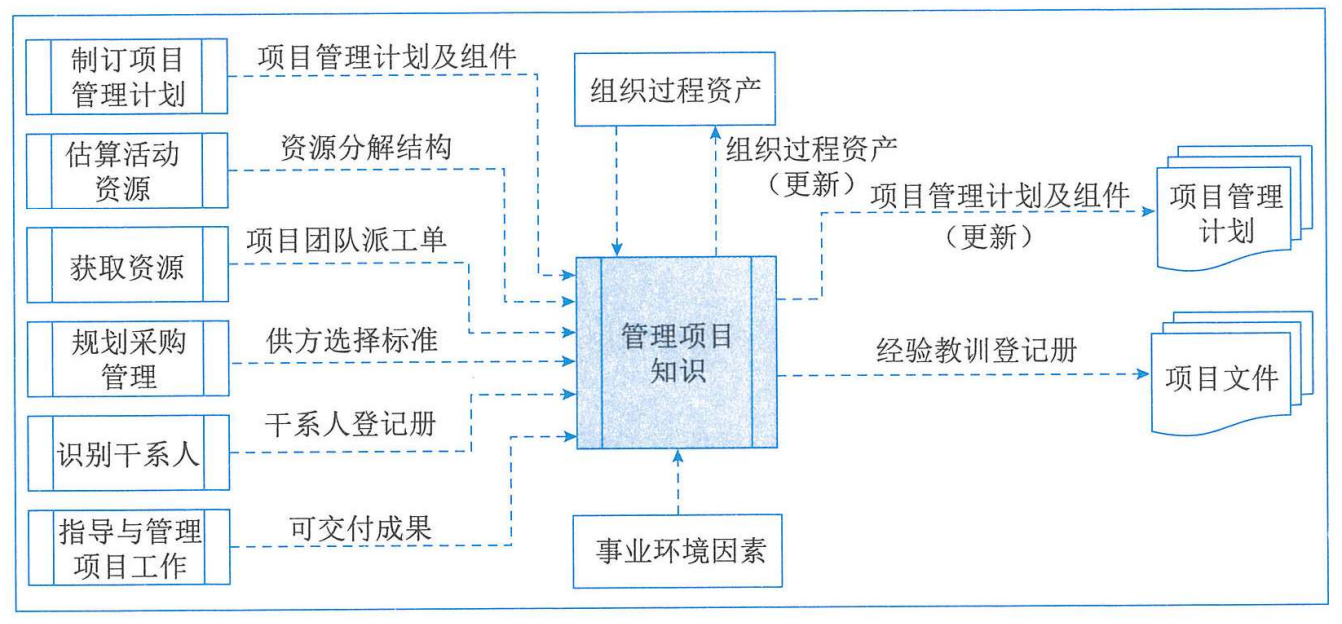 制订项目
管理计划
项目管理计划及组件
估算活动
资源
资源分解结构
获取资源
项目团队派工单
规划采购
管理
供方选择标准
识别干系人
干系人登记册
指导与管理
项目工作
可交付成果
组织过程资产
组织过程资产
（更新）
管理项目
知识
事业环境因素
项目管理计划及组件
（更新）
项目管理
计划
经验教训登记册
项目文件